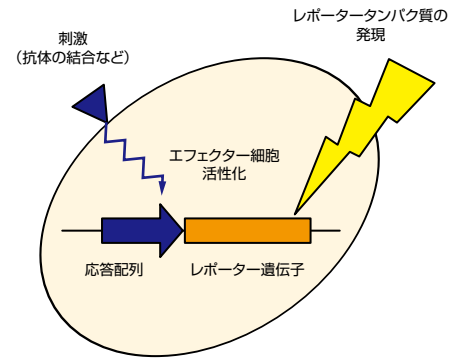 レポータータンパク質の
発現
刺激
（抗体の結合など）
エフェクター細胞
活性化
応答配列
レポーター遺伝子